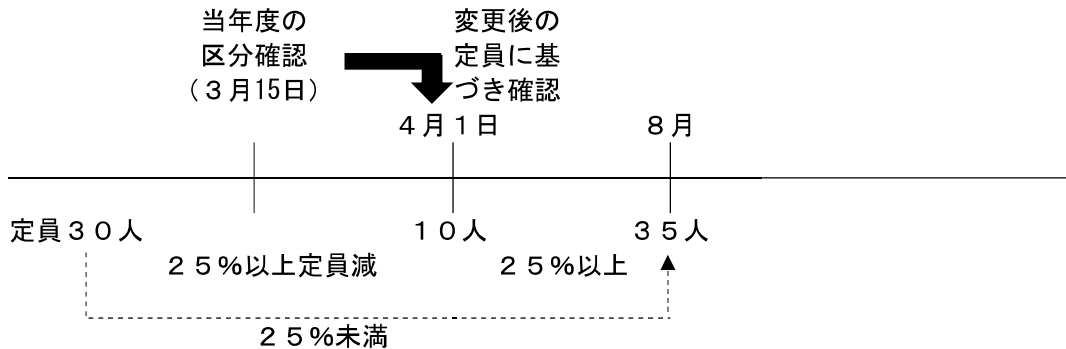 当年度の
区分確認
（３月15日）
変更後の
定員に基
づき確認
４月１日
８月
定員３０人
１０人
３５人
２５％以上定員減
２５％以上
２５％未満